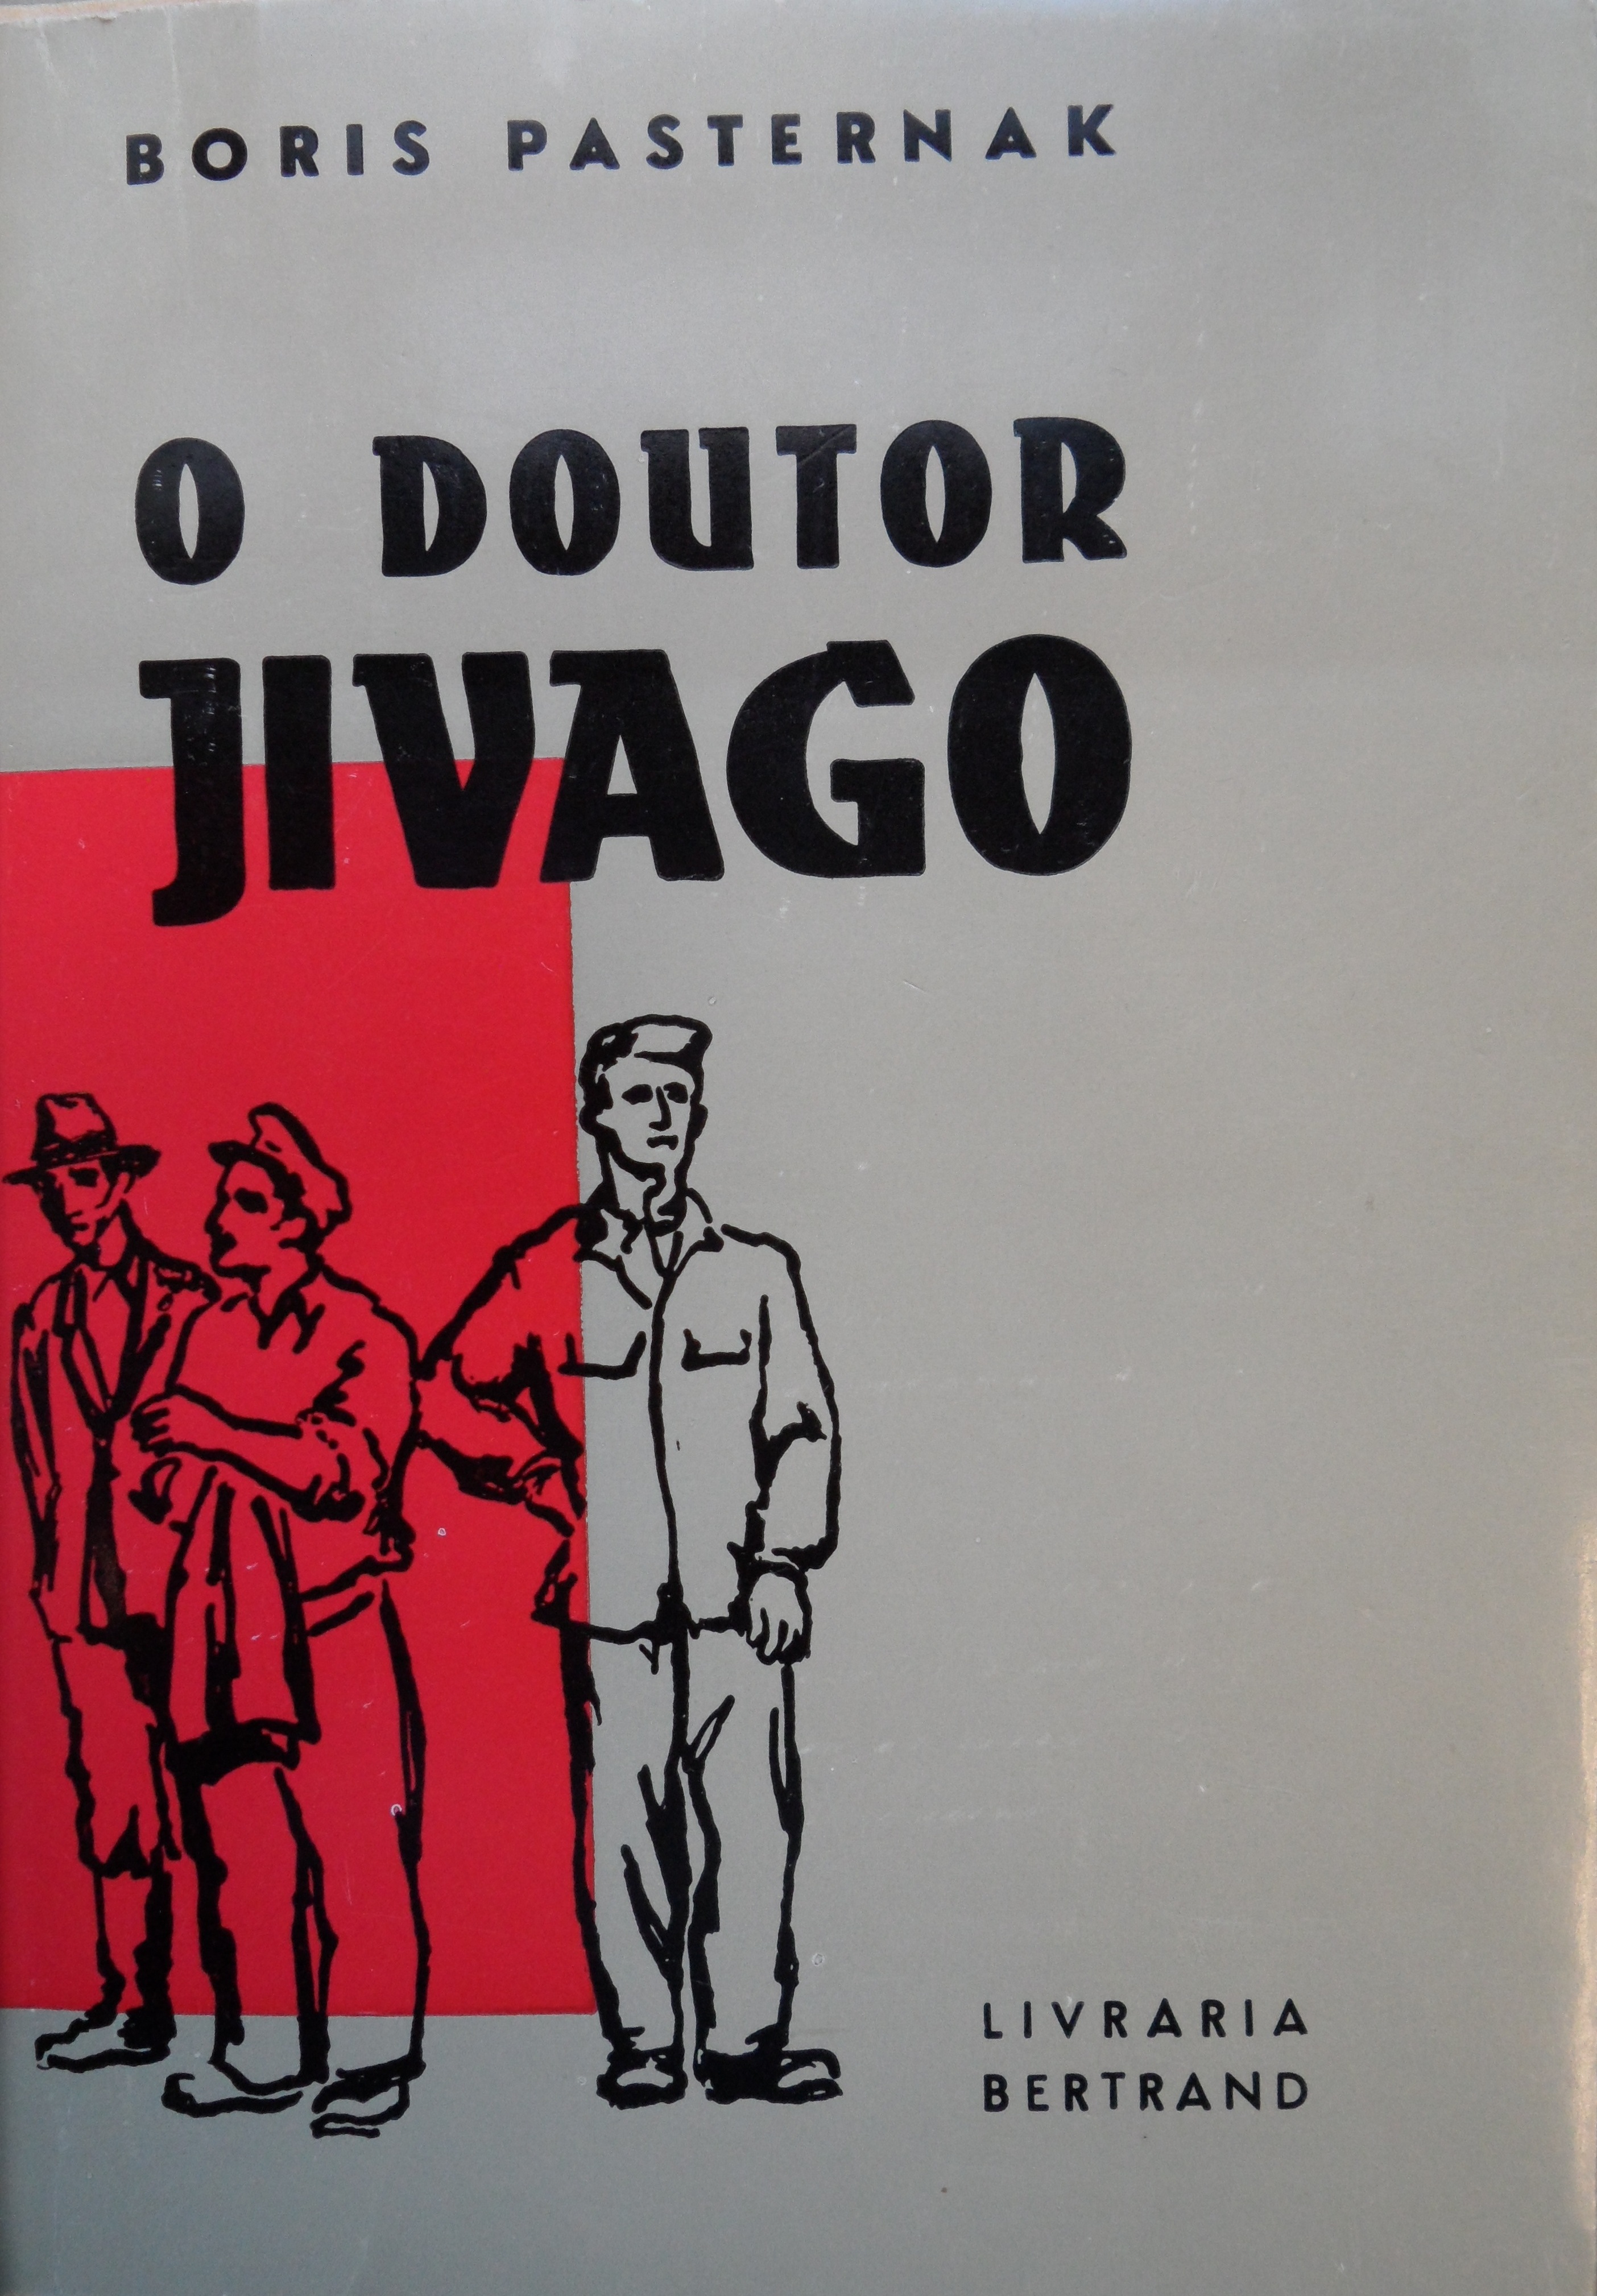 BORIS PASTERNAK
O DOUTOR
JIVAGO
LIVRARIA
BERTRAND